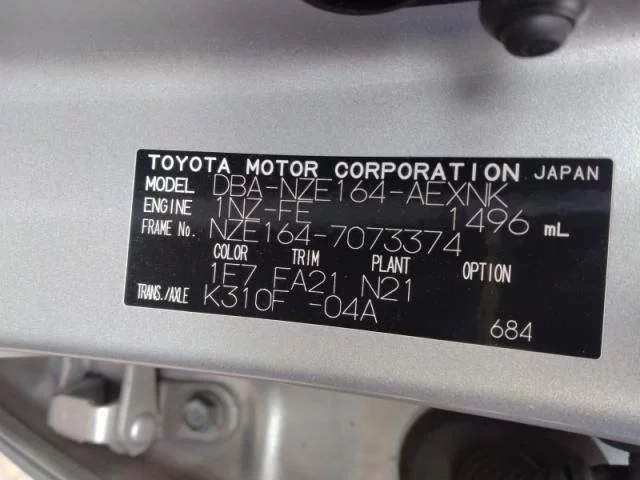 TOYOTA MOTOR CORPORATION JAPAN
MODEL DBA-NZE164-AEXNK
ENGINE 1NZ-FE 1496 mL
FRAME No. NZE164-7073374
COLOR TRIM PLANT OPTION
1E7 FA21 N21
TRANS./AXLE K310F -04A
684